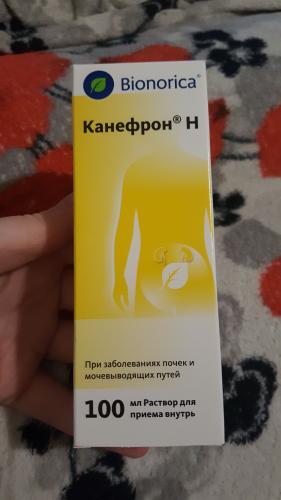 Bionorica®
Канефрон® Н
При заболеваниях почек и
мочевыводящих путей
100 мл Раствор для
приема внутрь